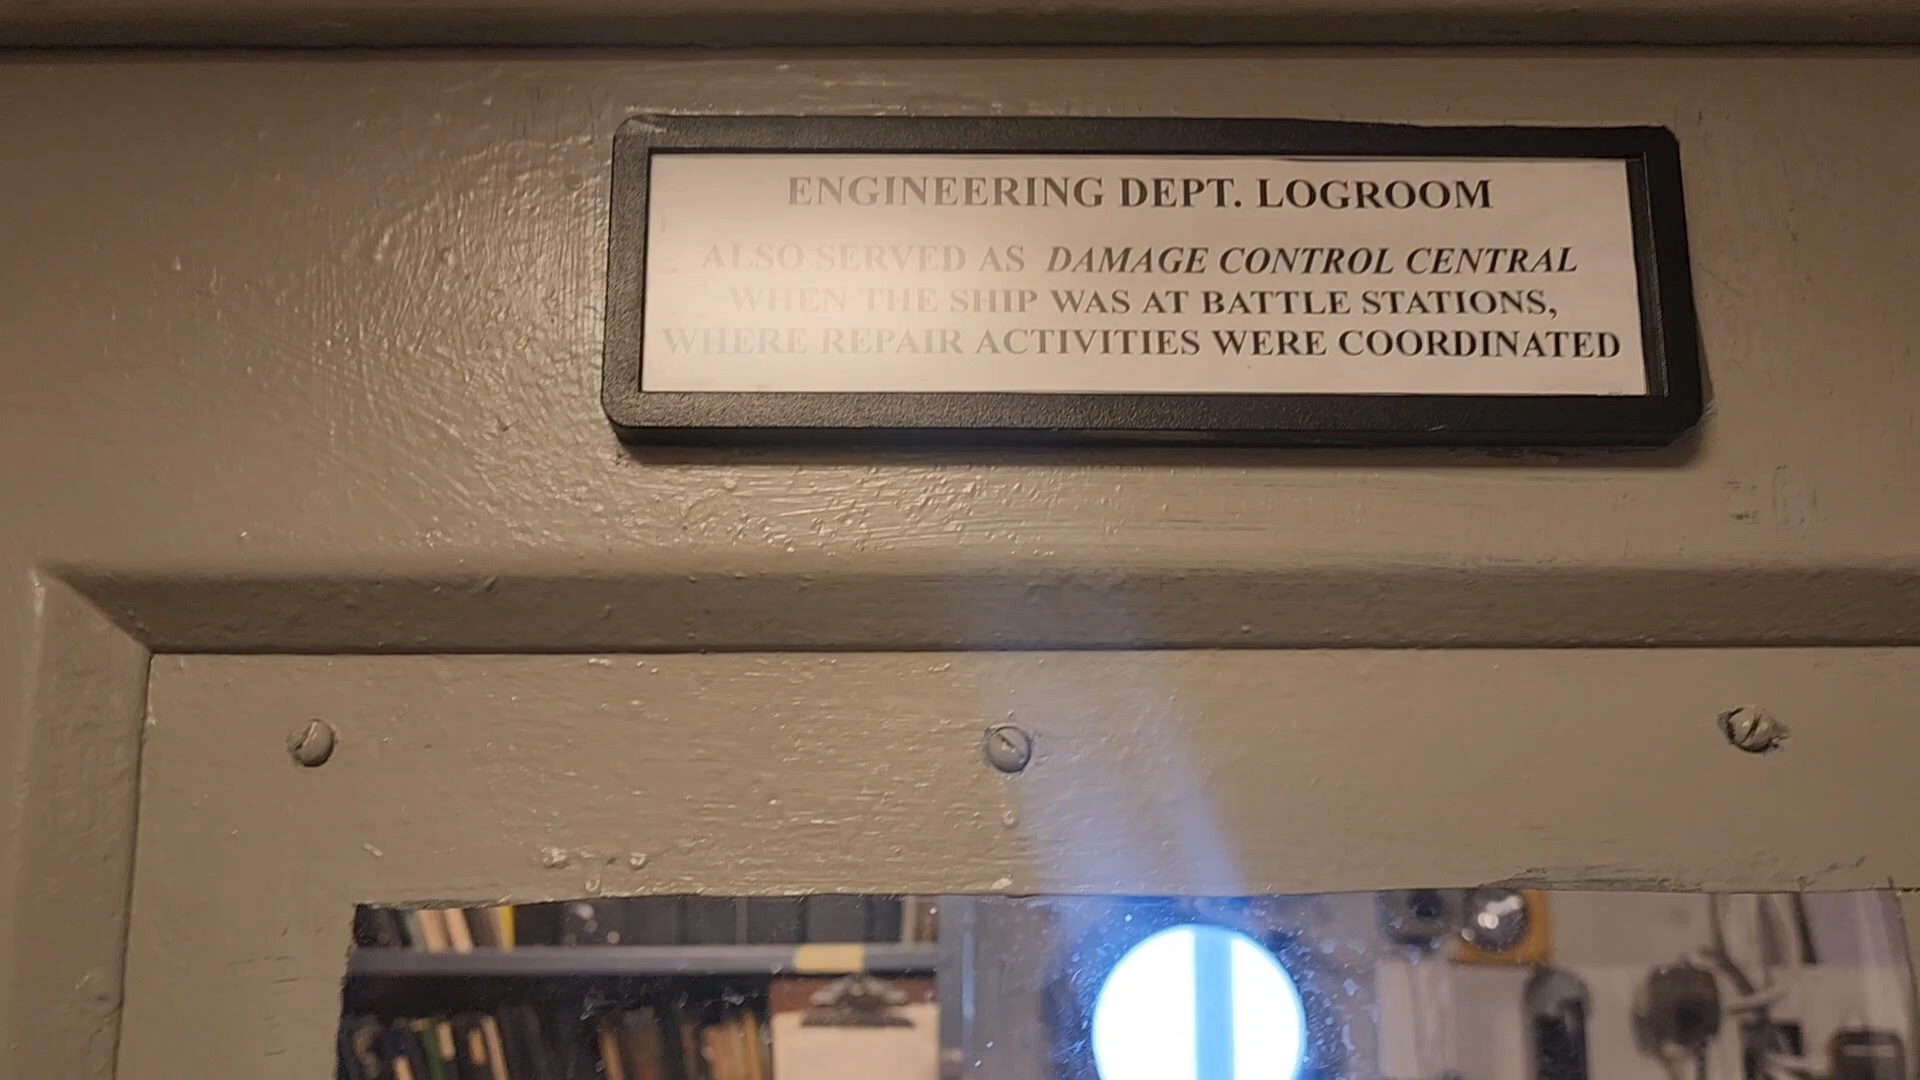 ENGINEERING DEPT. LOGROOM
ALSO SERVED AS DAMAGE CONTROL CENTRAL
WHEN THE SHIP WAS AT BATTLE STATIONS,
WHERE REPAIR ACTIVITIES WERE COORDINATED